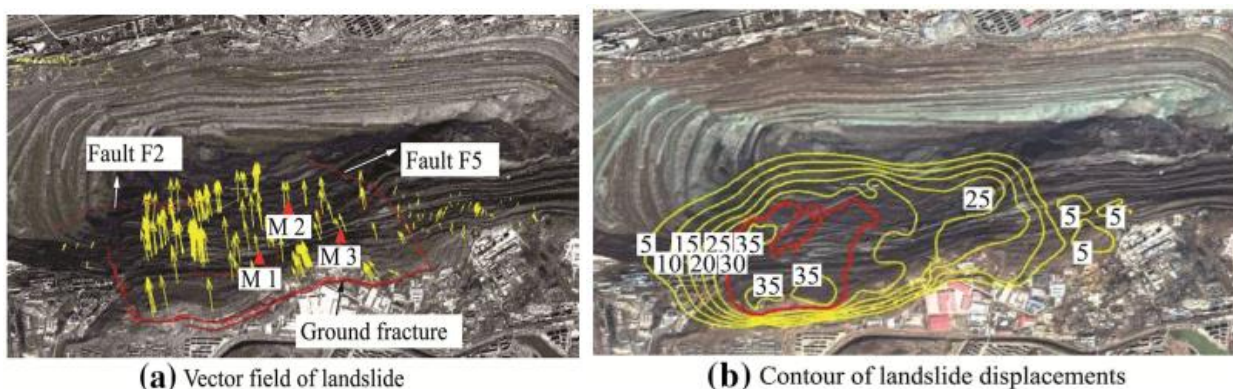 Fault F2
Fault F5
M 2
M 3
M 1
Ground fracture
(a) Vector field of landslide
25
5
5
5
5 15 25 35
10 20 30
35
35
(b) Contour of landslide displacements